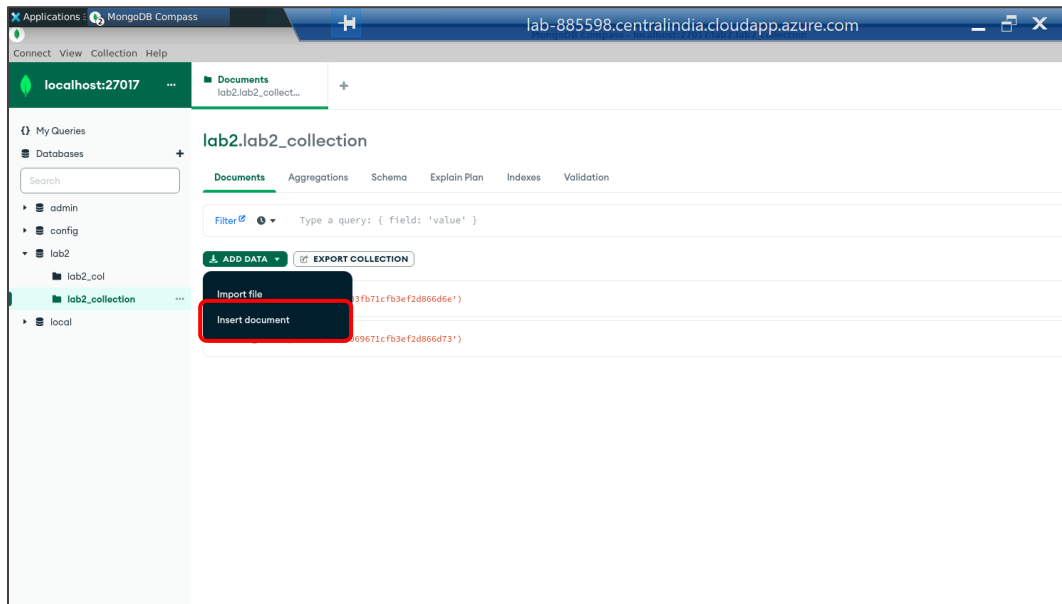 Applications : MongoDB Compass
lab-885598.centralindia.cloudapp.azure.com
Connect View Collection Help
localhost:27017 ...
Documents
lab2.lab2_collect...
+
{} My Queries
Databases +
Search
admin
config
lab2
lab2_col
lab2_collection ...
local
lab2.lab2_collection
Documents Aggregations Schema Explain Plan Indexes Validation
Filter Type a query: { field: 'value' }
ADD DATA EXPORT COLLECTION
Import file
3fb71cfb3ef2d866d6e')
Insert document
969671cfb3ef2d866d73')